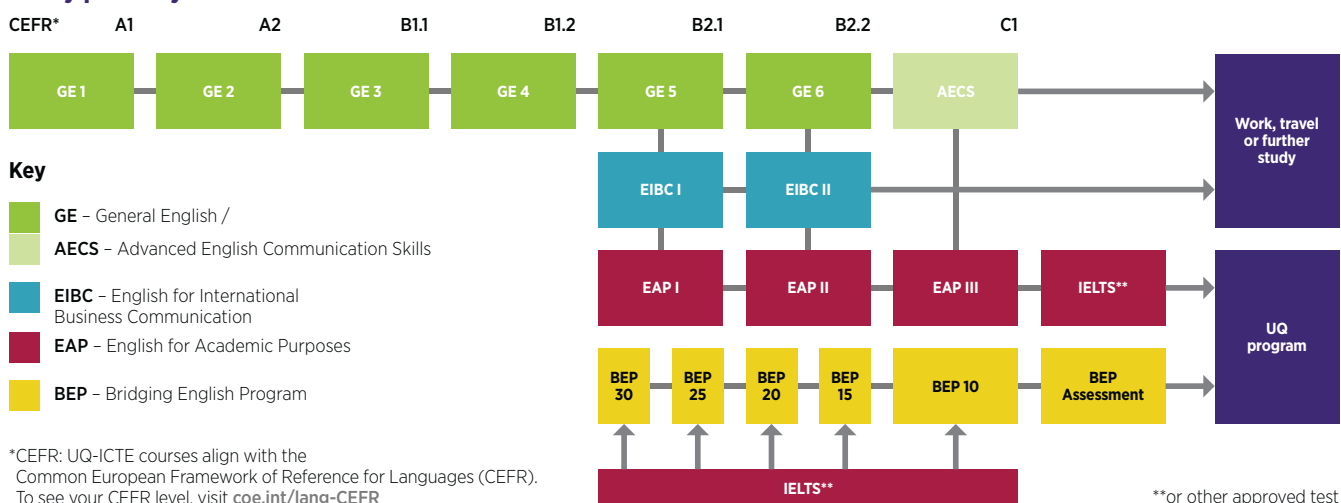 CEFR* A1 A2 B1.1 B1.2 B2.1 B2.2 C1
GE 1 GE 2 GE 3 GE 4 GE 5 GE 6 AECS
Work, travel
or further
study
Key
GE – General English /
AECS – Advanced English Communication Skills
EIBC – English for International
Business Communication
EAP – English for Academic Purposes
BEP – Bridging English Program
EIBC I EIBC II
EAP I EAP II EAP III IELTS**
UQ
program
BEP
30
BEP
25
BEP
20
BEP
15
BEP 10
BEP
Assessment
IELTS**
*CEFR: UQ-ICTE courses align with the
Common European Framework of Reference for Languages (CEFR).
To see your CEFR level, visit coe.int/lang-CEFR
**or other approved test